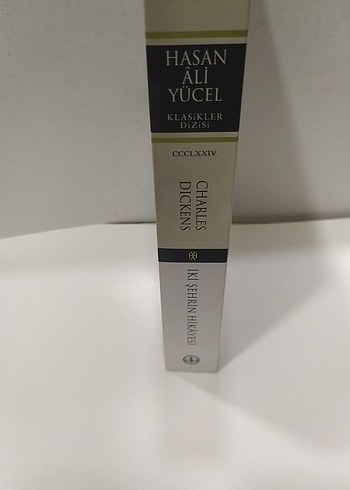 HASAN
ÂLİ
YÜCEL
KLASİKLER
DİZİSİ
CCCLXXIV
CHARLES
DICKENS
İKİ ŞEHRİN HİKÂYESİ